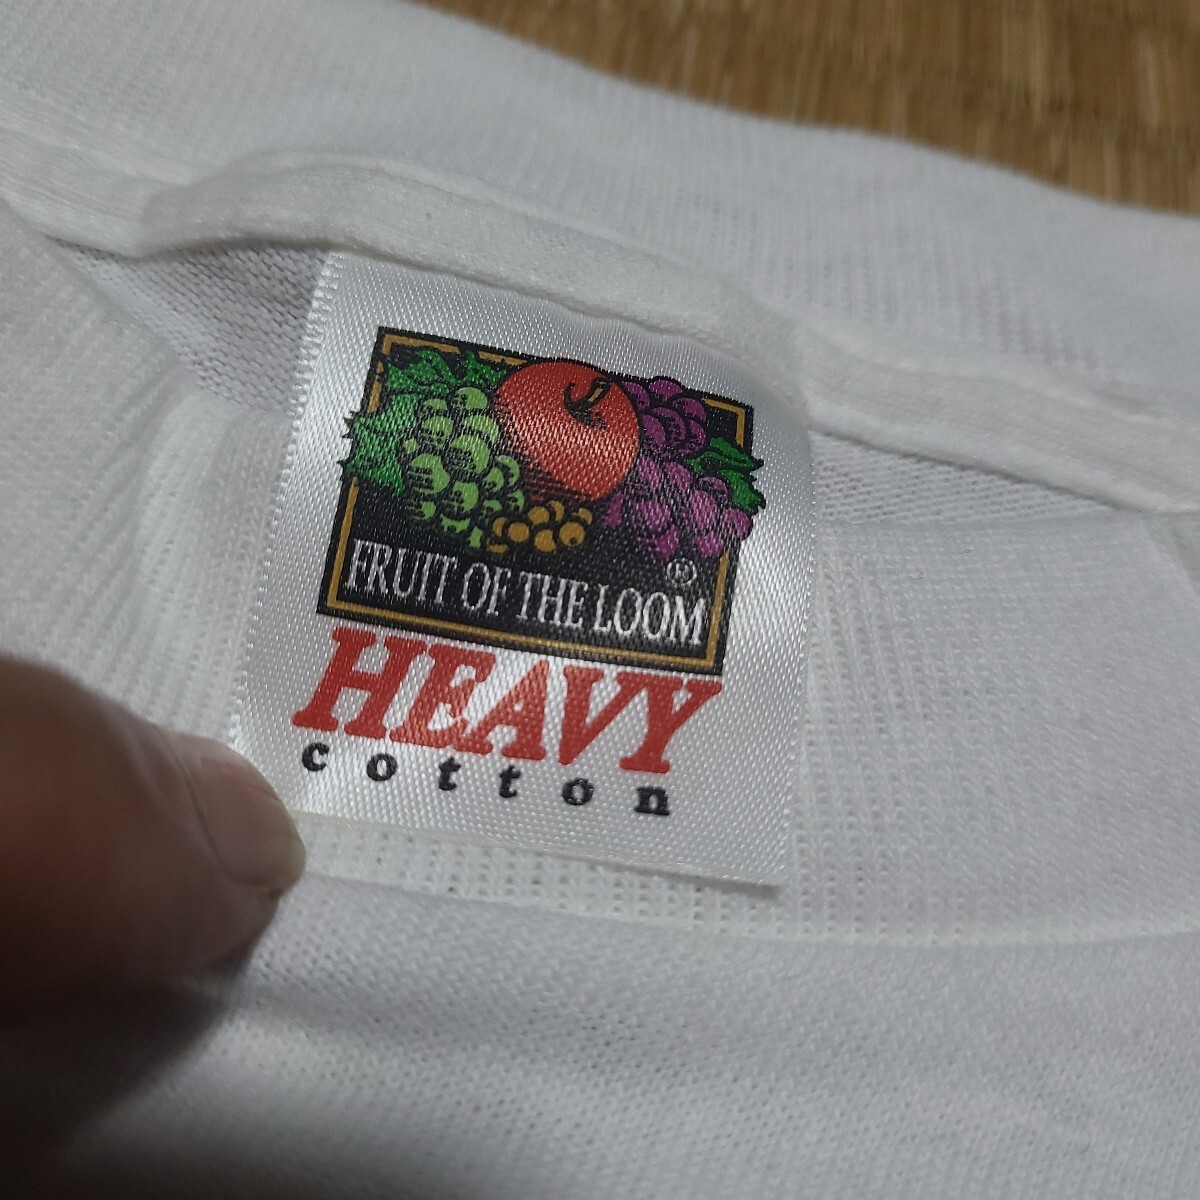 FRUIT OF THE LOOM ®
HEAVY
cotton